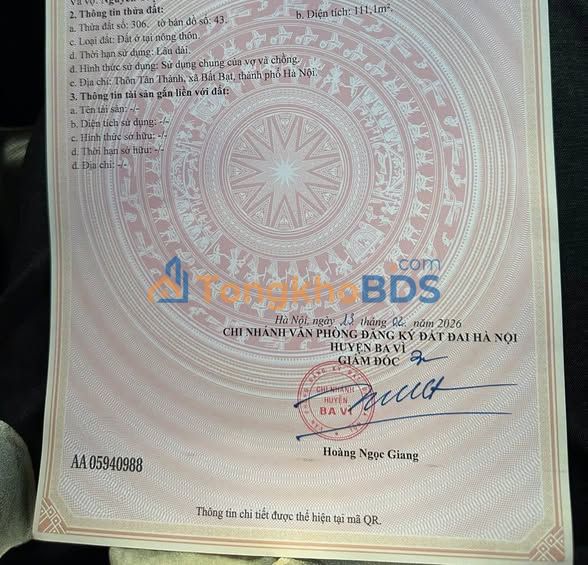 2. Thông tin thửa đất:
a. Thửa đất số: 306, tờ bản đồ số: 43.
b. Diện tích: 111,1m².
c. Loại đất: Đất ở tại nông thôn.
d. Thời hạn sử dụng: Lâu dài.
đ. Hình thức sử dụng: Sử dụng chung của vợ và chồng.
e. Địa chỉ: Thôn Tân Thành, xã Bất Bạt, thành phố Hà Nội.
3. Thông tin tài sản gắn liền với đất:
a. Tên tài sản: -/-
b. Diện tích sử dụng: -/-
c. Hình thức sở hữu: -/-
d. Thời hạn sở hữu: -/-
đ. Địa chỉ: -/-
TongkhoBDS
.com
Hà Nội, ngày 13 tháng 02 năm 2026
CHI NHÁNH VĂN PHÒNG ĐĂNG KÝ ĐẤT ĐAI HÀ NỘI
HUYỆN BA VÌ
GIÁM ĐỐC
CHI NHÁNH
HUYỆN
BA VÌ
Hoàng Ngọc Giang
AA 05940988
Thông tin chi tiết được thể hiện tại mã QR.